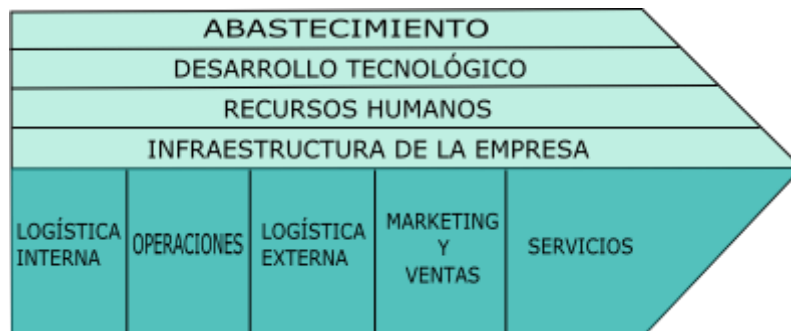 ABASTECIMIENTO
DESARROLLO TECNOLÓGICO
RECURSOS HUMANOS
INFRAESTRUCTURA DE LA EMPRESA
LOGÍSTICA
INTERNA
OPERACIONES
LOGÍSTICA
EXTERNA
MARKETING
Y
VENTAS
SERVICIOS